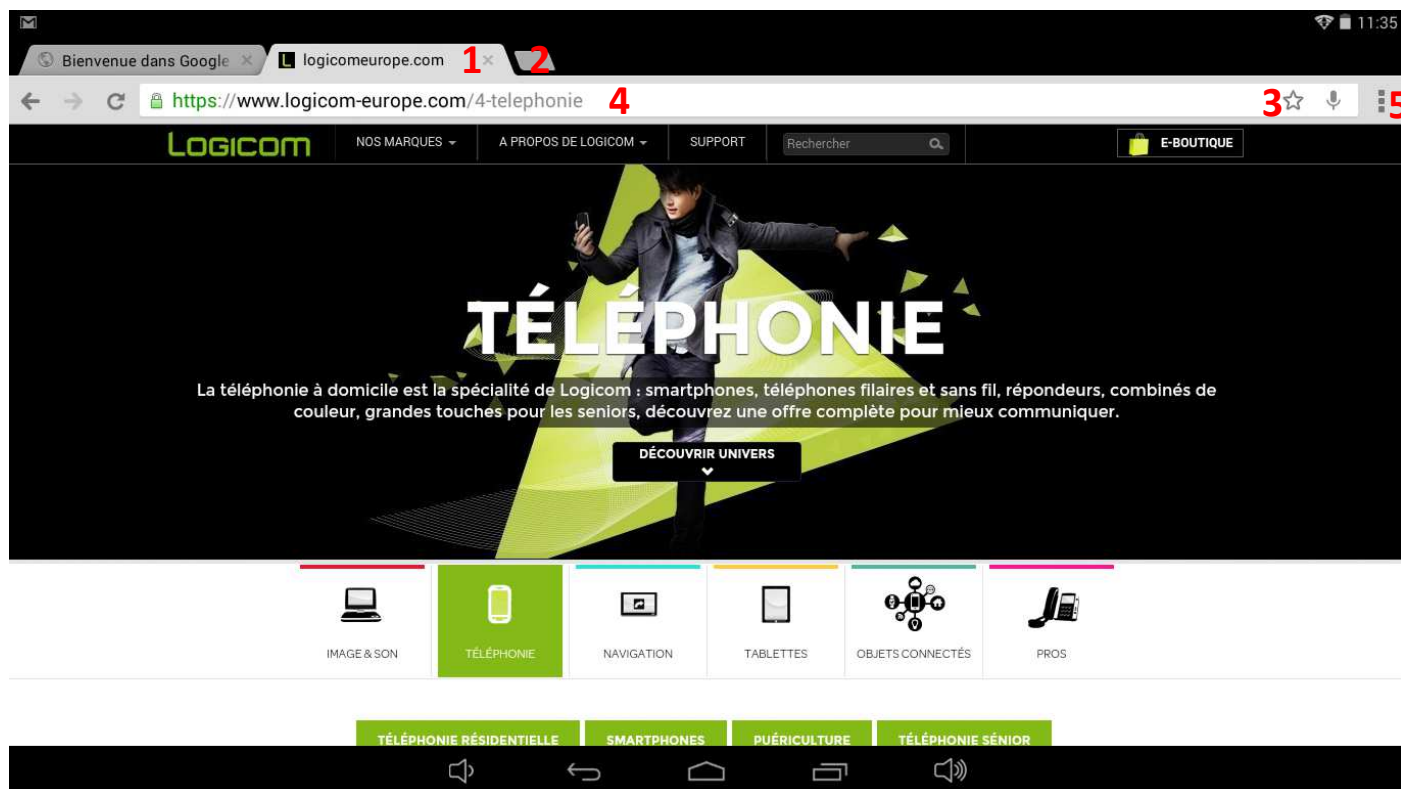 11:35
Bienvenue dans Google
logicomeurope.com 1 2
https://www.logicom-europe.com/4-telephonie 4 3 5
LOGICOM NOS MARQUES A PROPOS DE LOGICOM SUPPORT Rechercher E-BOUTIQUE
TÉLÉPHONIE
La téléphonie à domicile est la spécialité de Logicom : smartphones, téléphones filaires et sans fil, répondeurs, combinés de
couleur, grandes touches pour les seniors, découvrez une offre complète pour mieux communiquer.
DÉCOUVRIR UNIVERS
IMAGE & SON TÉLÉPHONIE NAVIGATION TABLETTES OBJETS CONNECTÉS PROS
TÉLÉPHONIE RÉSIDENTIELLE SMARTPHONES PUÉRICULTURE TÉLÉPHONIE SÉNIOR